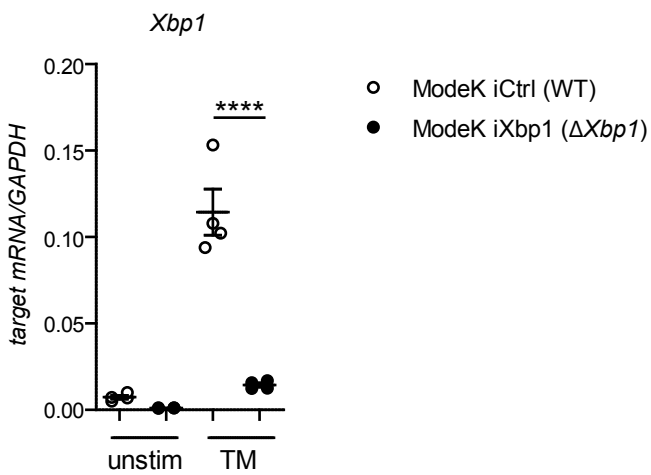 Xbp1
target mRNA/GAPDH
0.20
0.15
0.10
0.05
0.00
****
unstim
TM
ModeK iCtrl (WT)
ModeK iXbp1 (ΔXbp1)